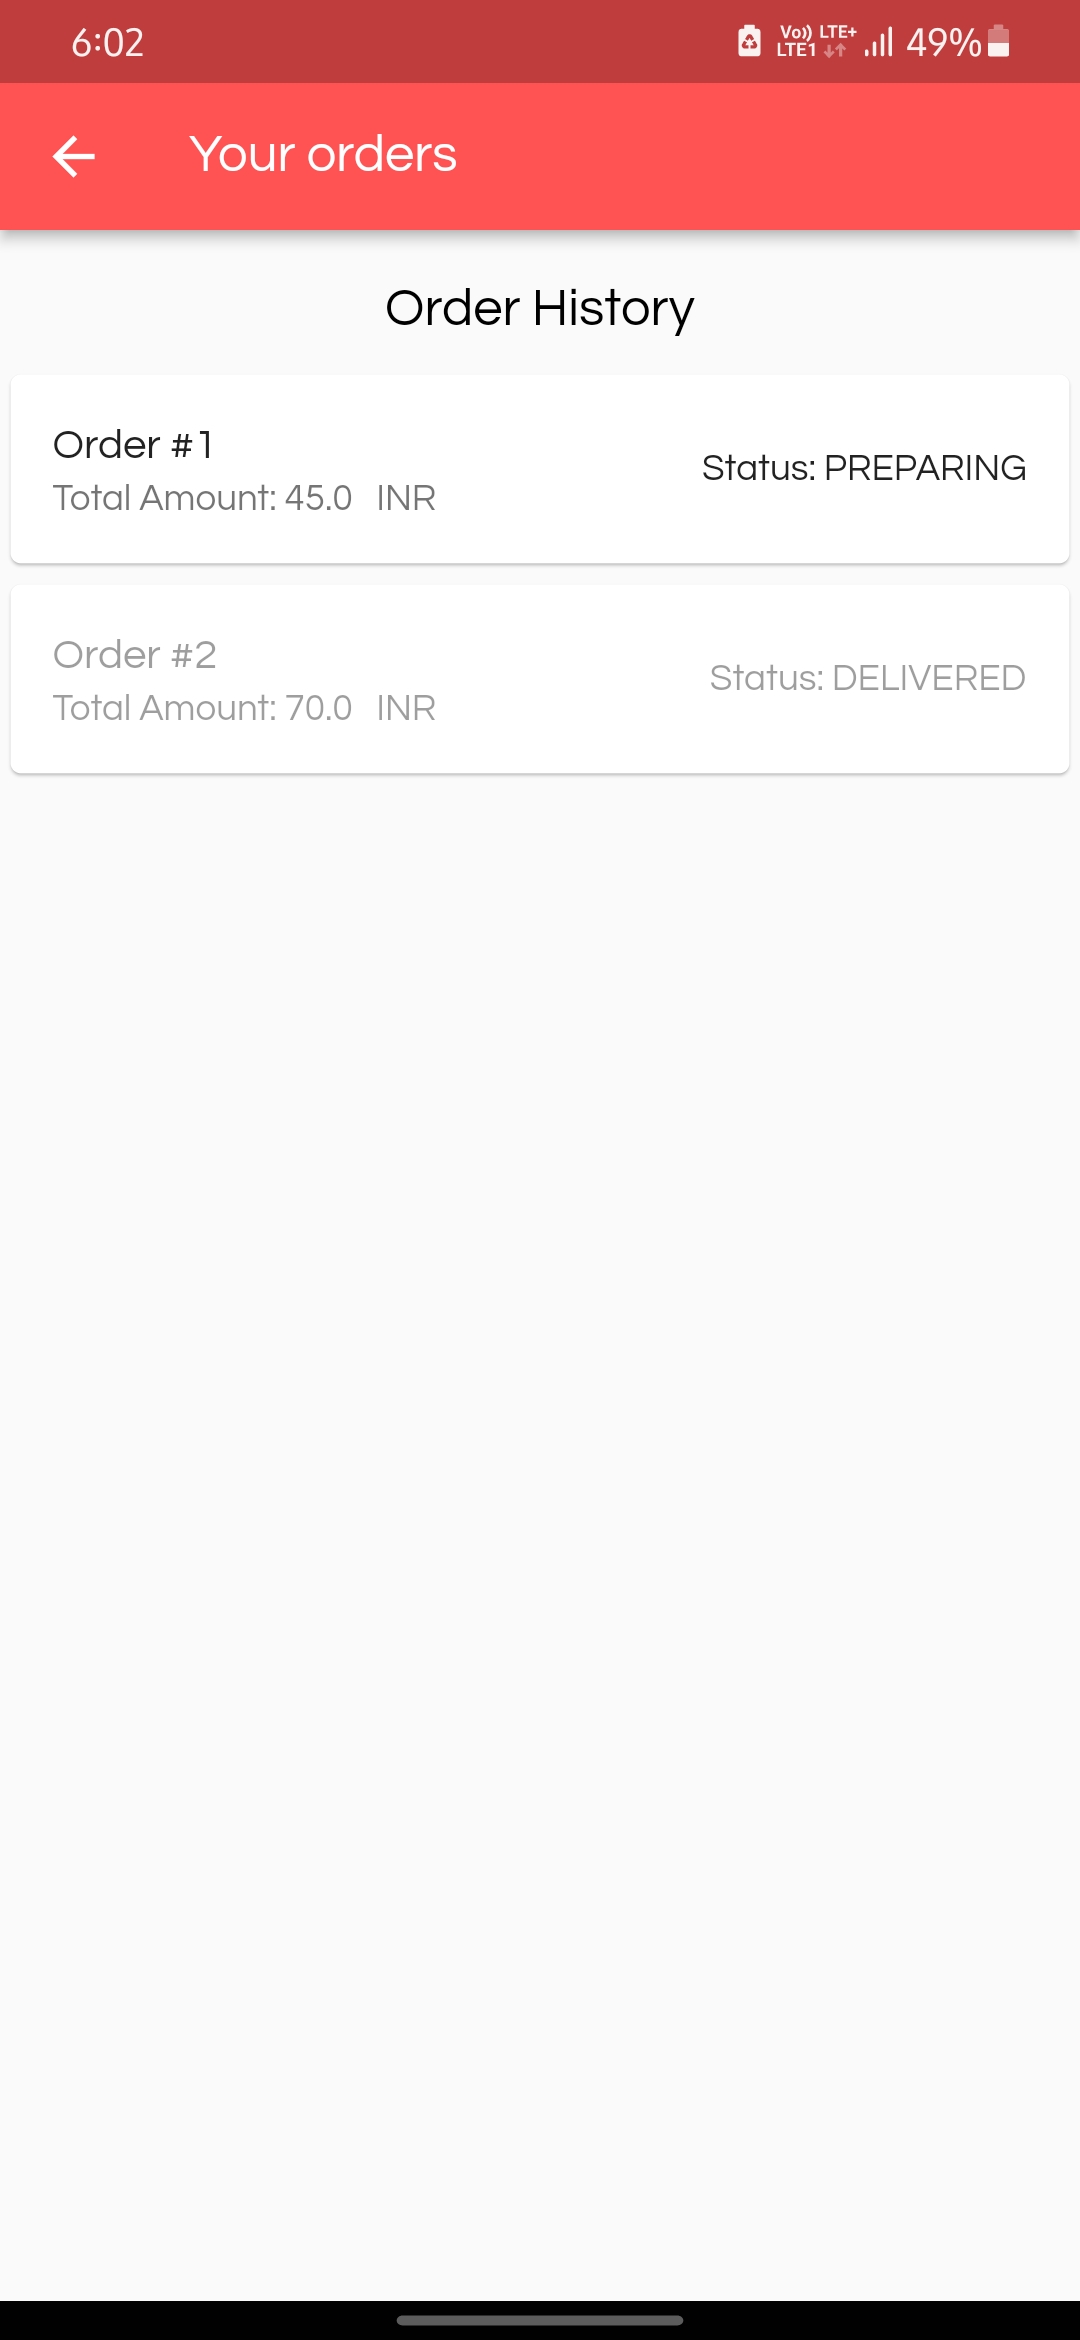 6:02
Vo)) LTE+
LTE1
49%
Your orders
Order History
Order #1
Total Amount: 45.0 INR
Status: PREPARING
Order #2
Total Amount: 70.0 INR
Status: DELIVERED